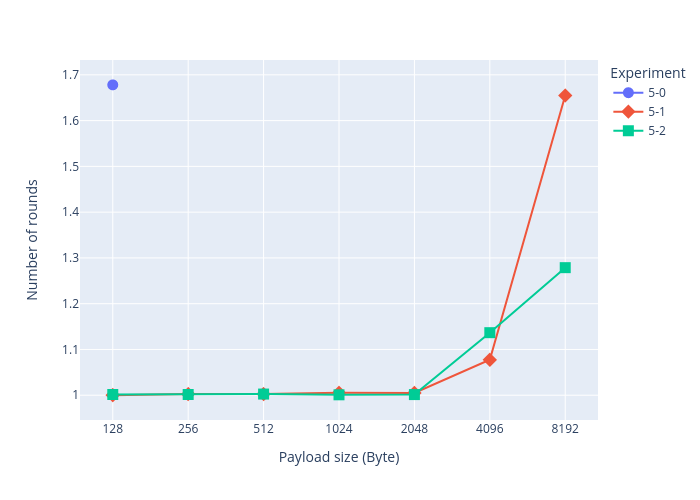 Experiment
5-0
5-1
5-2
Number of rounds
1.7
1.6
1.5
1.4
1.3
1.2
1.1
1
128 256 512 1024 2048 4096 8192
Payload size (Byte)